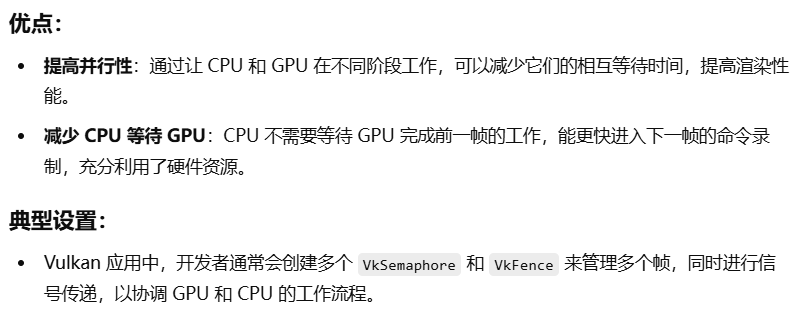 优点：
• 提高并行性：通过让 CPU 和 GPU 在不同阶段工作，可以减少它们的相互等待时间，提高渲染性
能。
• 减少 CPU 等待 GPU：CPU 不需要等待 GPU 完成前一帧的工作，能更快进入下一帧的命令录
制，充分利用了硬件资源。
典型设置：
• Vulkan 应用中，开发者通常会创建多个 VkSemaphore 和 VkFence 来管理多个帧，同时进行信
号传递，以协调 GPU 和 CPU 的工作流程。